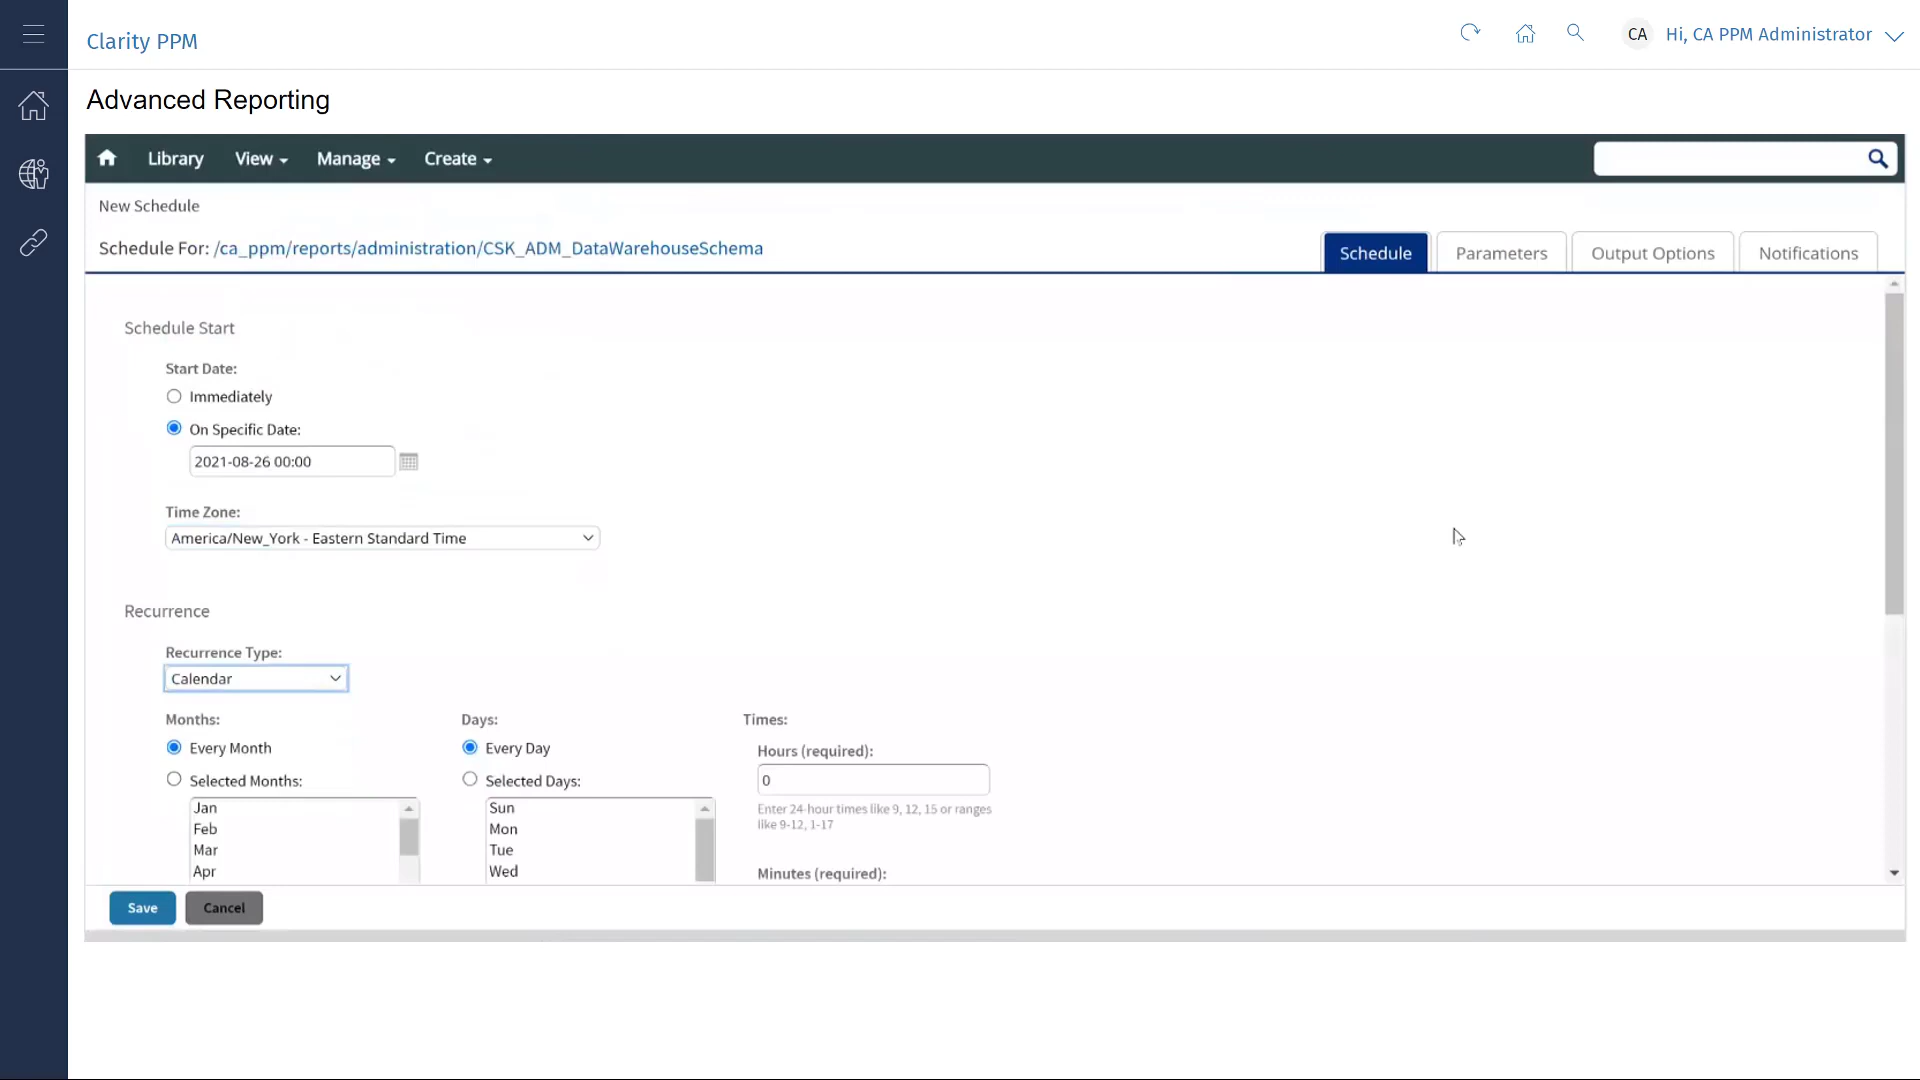 Clarity PPM
CA Hi, CA PPM Administrator
Advanced Reporting
Library View Manage Create
New Schedule
Schedule For: /ca_ppm/reports/administration/CSK_ADM_DataWarehouseSchema
Schedule Parameters Output Options Notifications
Schedule Start
Start Date:
Immediately
On Specific Date:
2021-08-26 00:00
Time Zone:
America/New_York - Eastern Standard Time
Recurrence
Recurrence Type:
Calendar
Months: Days: Times:
Every Month Every Day Hours (required):
Selected Months: Selected Days: 0
Jan Sun Enter 24-hour times like 9, 12, 15 or ranges
Feb Mon like 9-12, 1-17
Mar Tue
Apr Wed Minutes (required):
Save Cancel